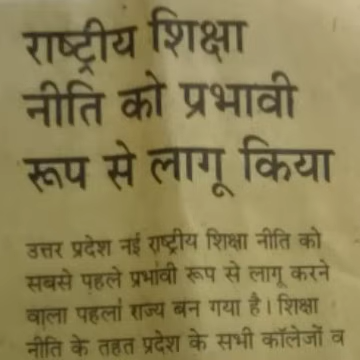 राष्ट्रीय शिक्षा
नीति को प्रभावी
रूप से लागू किया
उत्तर प्रदेश नई राष्ट्रीय शिक्षा नीति को
सबसे पहले प्रभावी रूप से लागू करने
वाला पहला राज्य बन गया है। शिक्षा
नीति के तहत प्रदेश के सभी कॉलेजों व